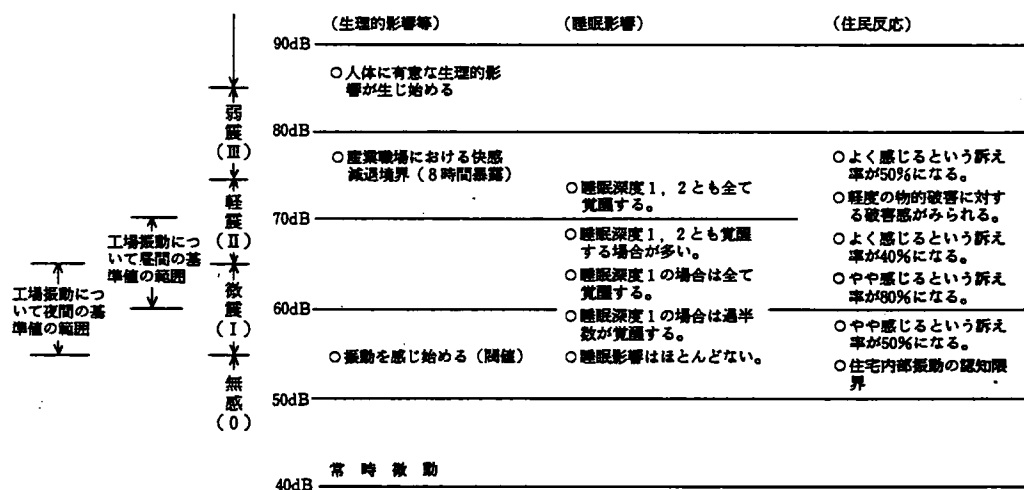 (生理的影響等)
(睡眠影響)
(住民反応)
90dB
○人体に有意な生理的影
響が生じ始める
80dB
○産業職場における快感
減退境界(8時間暴露)
○睡眠深度1，2とも全て
覚醒する。
○よく感じるという訴え
率が50%になる。
○軽度の物的被害に対す
る被害感がみられる。
70dB
○睡眠深度1，2とも覚醒
する場合が多い。
○睡眠深度1の場合は全て
覚醒する。
○よく感じるという訴え
率が40%になる。
○やや感じるという訴え
率が80%になる。
60dB
○睡眠深度1の場合は過半
数が覚醒する。
○やや感じるという訴え
率が50%になる。
○振動を感じ始める(閾値)
○睡眠影響はほとんどない。
○住宅内部振動の認知限
界
50dB
常時微動
40dB
弱震(Ⅲ)
軽震(Ⅱ)
微震(Ⅰ)
無感(0)
工場振動につ
いて昼間の基
準値の範囲
工場振動につ
いて夜間の基
準値の範囲